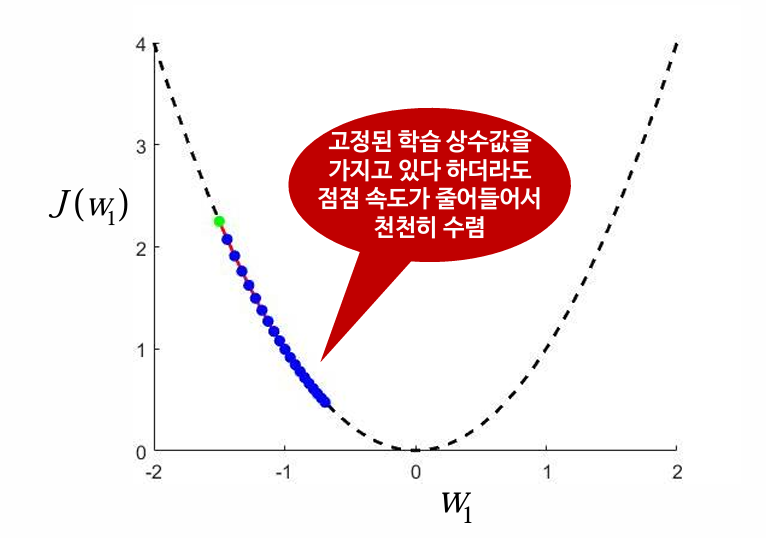 4
3
2
1
0
-2
-1
0
1
2
J(w₁)
w₁
고정된 학습 상수값을
가지고 있다 하더라도
점점 속도가 줄어들어서
천천히 수렴